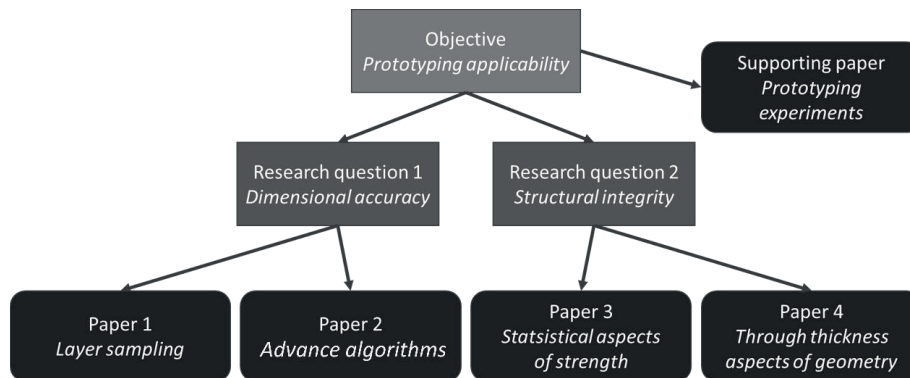 Objective
Prototyping applicability
Supporting paper
Prototyping
experiments
Research question 1
Dimensional accuracy
Research question 2
Structural integrity
Paper 1
Layer sampling
Paper 2
Advance algorithms
Paper 3
Statsistical aspects
of strength
Paper 4
Through thickness
aspects of geometry